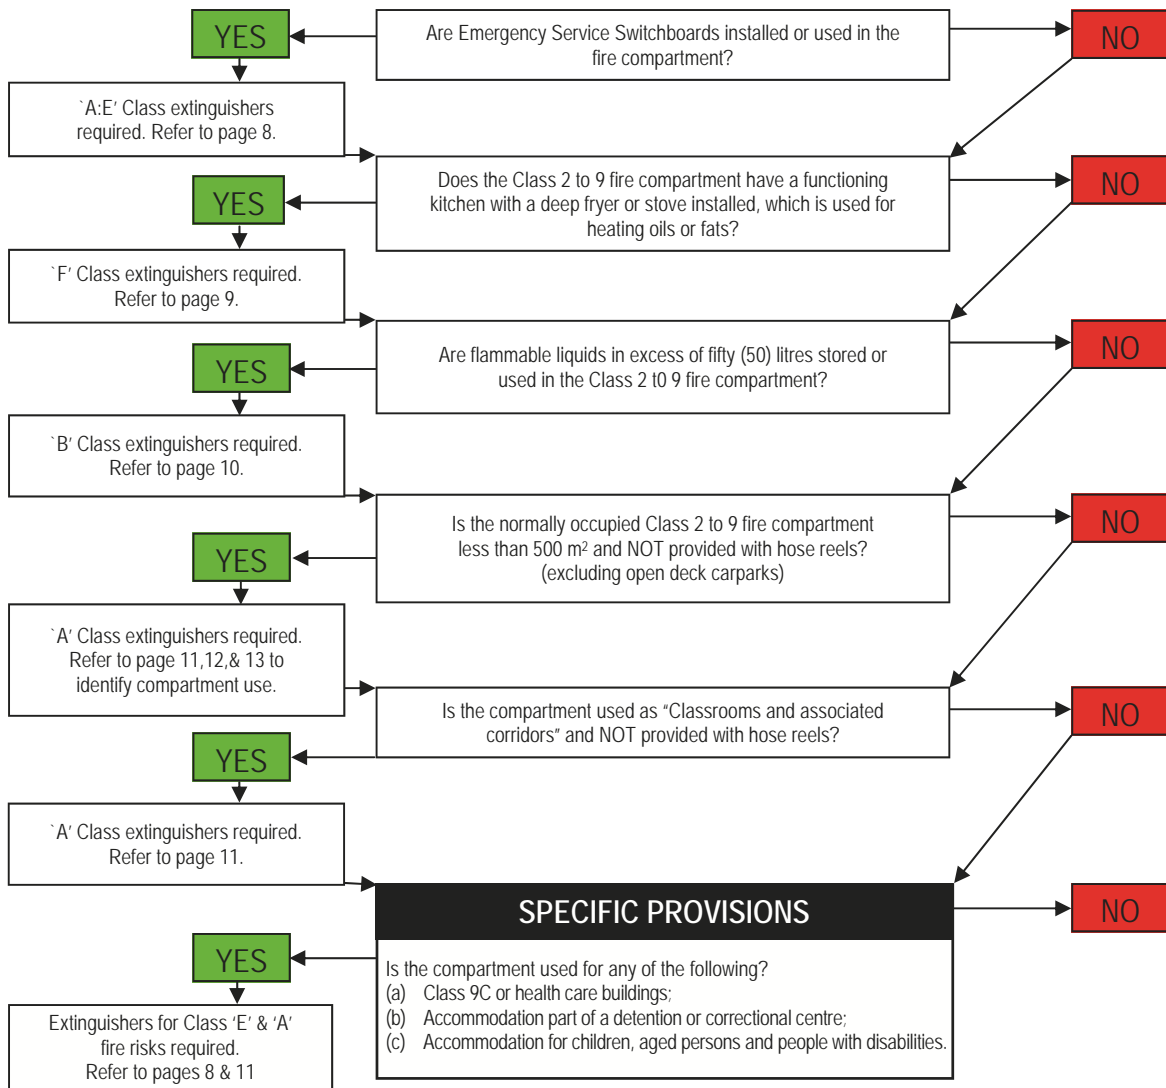 YES
Are Emergency Service Switchboards installed or used in the
fire compartment?
NO
`A:E' Class extinguishers
required. Refer to page 8.
YES
Does the Class 2 to 9 fire compartment have a functioning
kitchen with a deep fryer or stove installed, which is used for
heating oils or fats?
NO
`F' Class extinguishers required.
Refer to page 9.
YES
Are flammable liquids in excess of fifty (50) litres stored or
used in the Class 2 t0 9 fire compartment?
NO
`B' Class extinguishers required.
Refer to page 10.
YES
Is the normally occupied Class 2 to 9 fire compartment
less than 500 m² and NOT provided with hose reels?
(excluding open deck carparks)
NO
`A' Class extinguishers required.
Refer to page 11,12,& 13 to
identify compartment use.
YES
Is the compartment used as "Classrooms and associated
corridors" and NOT provided with hose reels?
NO
`A' Class extinguishers required.
Refer to page 11.
SPECIFIC PROVISIONS
NO
YES
Is the compartment used for any of the following?
(a) Class 9C or health care buildings;
(b) Accommodation part of a detention or correctional centre;
(c) Accommodation for children, aged persons and people with disabilities.
Extinguishers for Class 'E' & 'A'
fire risks required.
Refer to pages 8 & 11